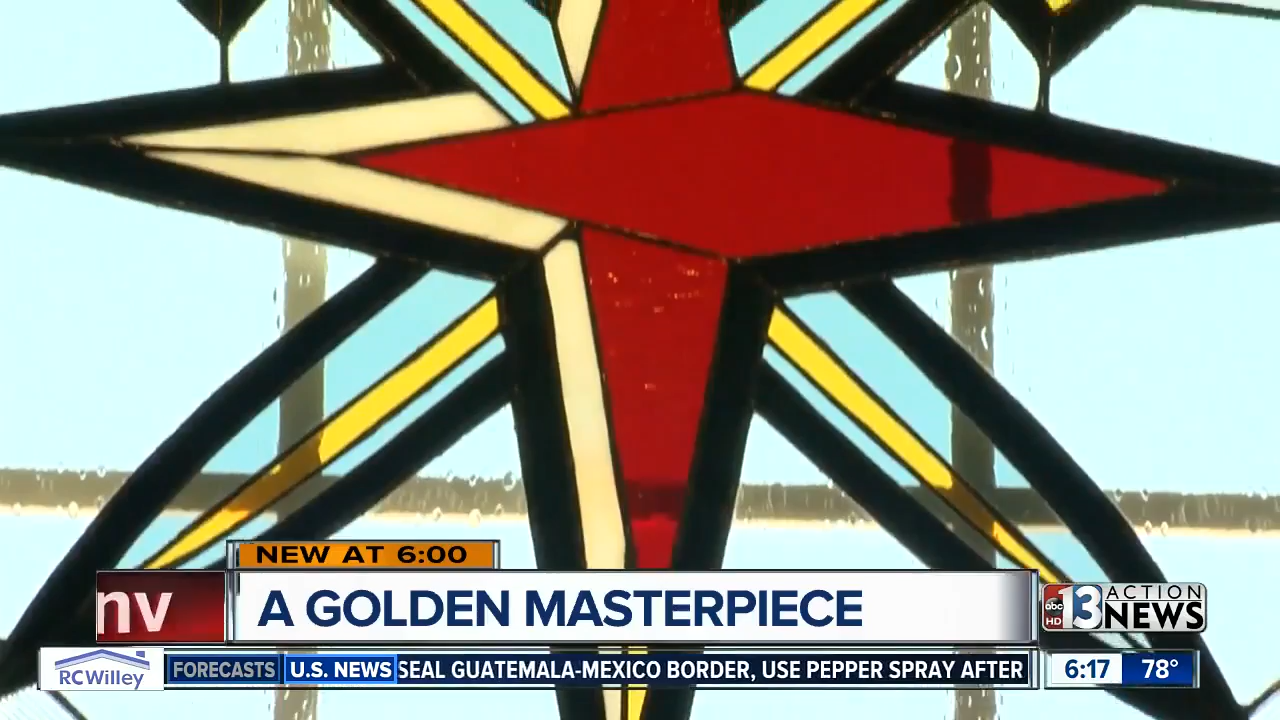 NEW AT 6:00
nv
A GOLDEN MASTERPIECE
abc HD 13 ACTION NEWS
RCWilley
FORECASTS U.S. NEWS SEAL GUATEMALA-MEXICO BORDER, USE PEPPER SPRAY AFTER
6:17 78°